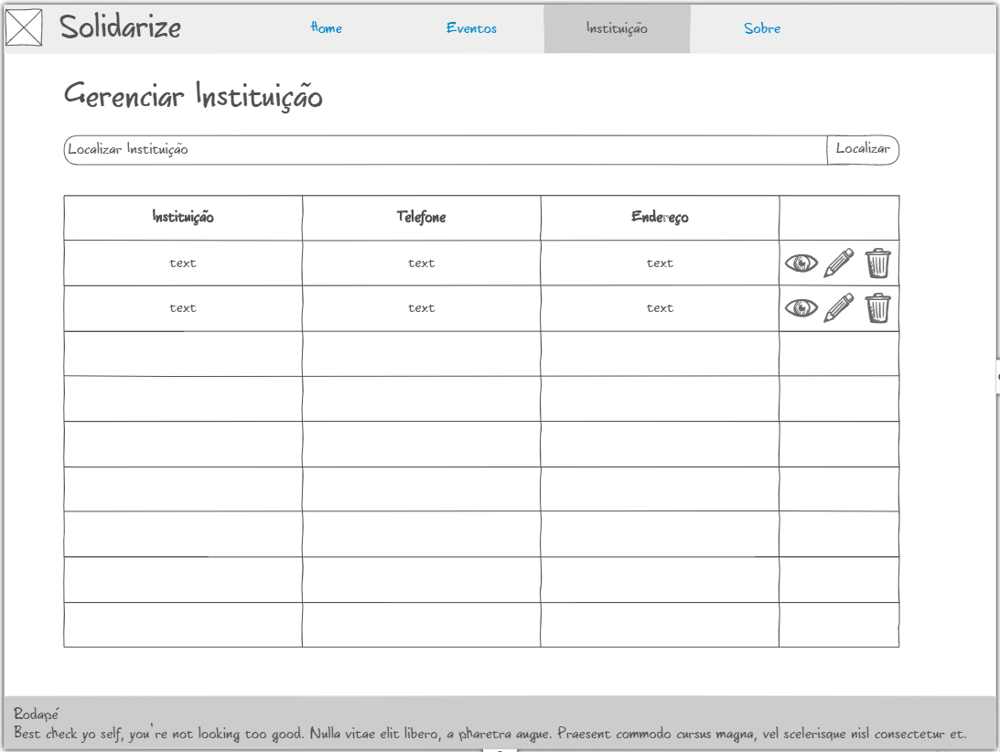 Solidarize Home Eventos Instituição Sobre
Gerenciar Instituição
Localizar Instituição Localizar
Instituição Telefone Endereço
text text text
text text text
Rodapé
Best check yo self, you're not looking too good. Nulla vitae elit libero, a pharetra augue. Praesent commodo cursus magna, vel scelerisque nisl consectetur et.